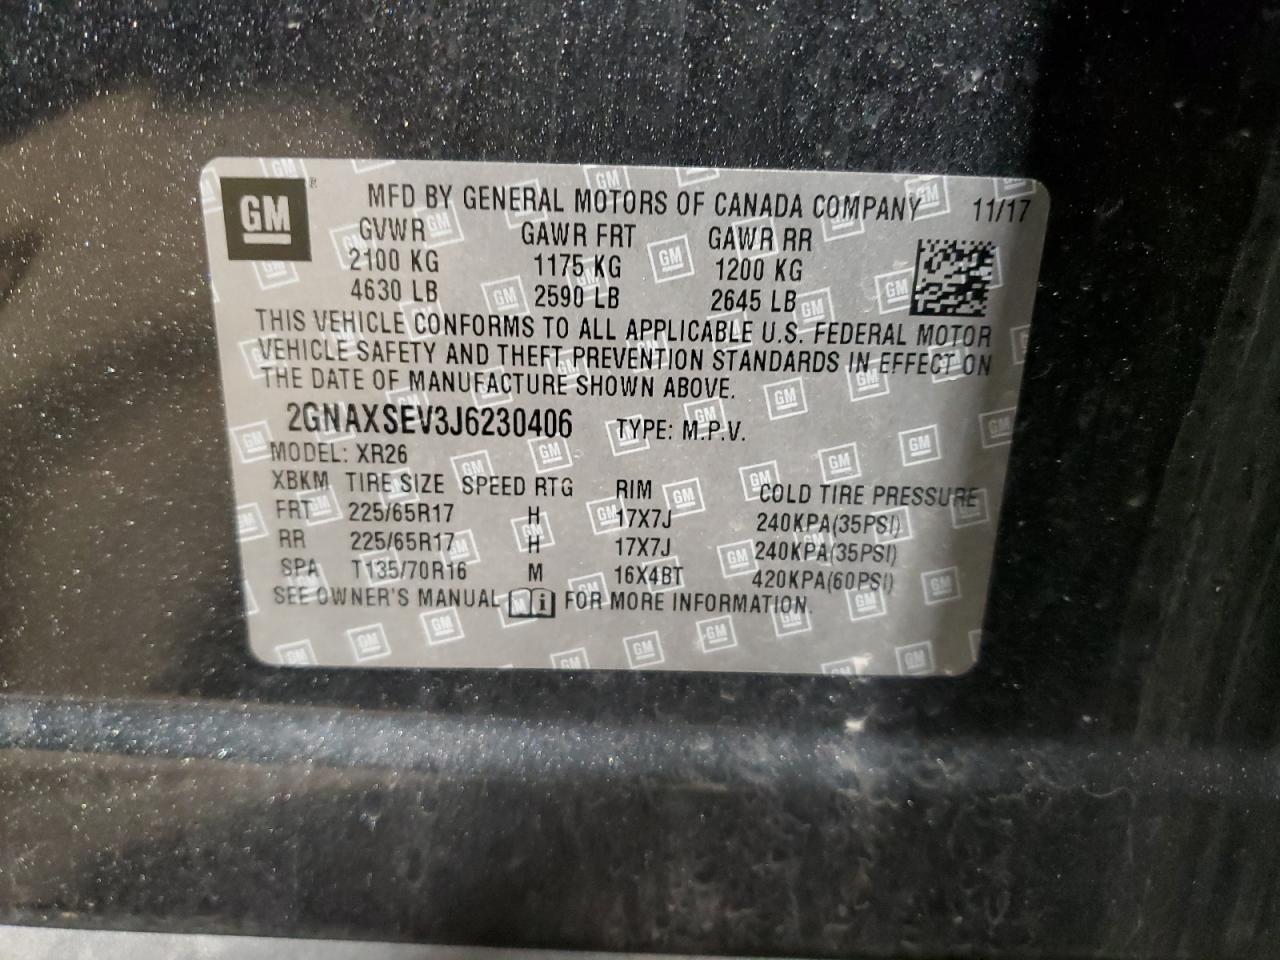 GM ® MFD BY GENERAL MOTORS OF CANADA COMPANY 11/17
GVWR GAWR FRT GAWR RR
2100 KG 1175 KG 1200 KG
4630 LB 2590 LB 2645 LB
THIS VEHICLE CONFORMS TO ALL APPLICABLE U.S. FEDERAL MOTOR
VEHICLE SAFETY AND THEFT PREVENTION STANDARDS IN EFFECT ON
THE DATE OF MANUFACTURE SHOWN ABOVE.
2GNAXSEV3J6230406 TYPE: M.P.V.
MODEL: XR26
XBKM TIRE SIZE SPEED RTG RIM COLD TIRE PRESSURE
FRT 225/65R17 H 17X7J 240KPA(35PSI)
RR 225/65R17 H 17X7J 240KPA(35PSI)
SPA T135/70R16 M 16X4BT 420KPA(60PSI)
SEE OWNER'S MANUAL i FOR MORE INFORMATION.